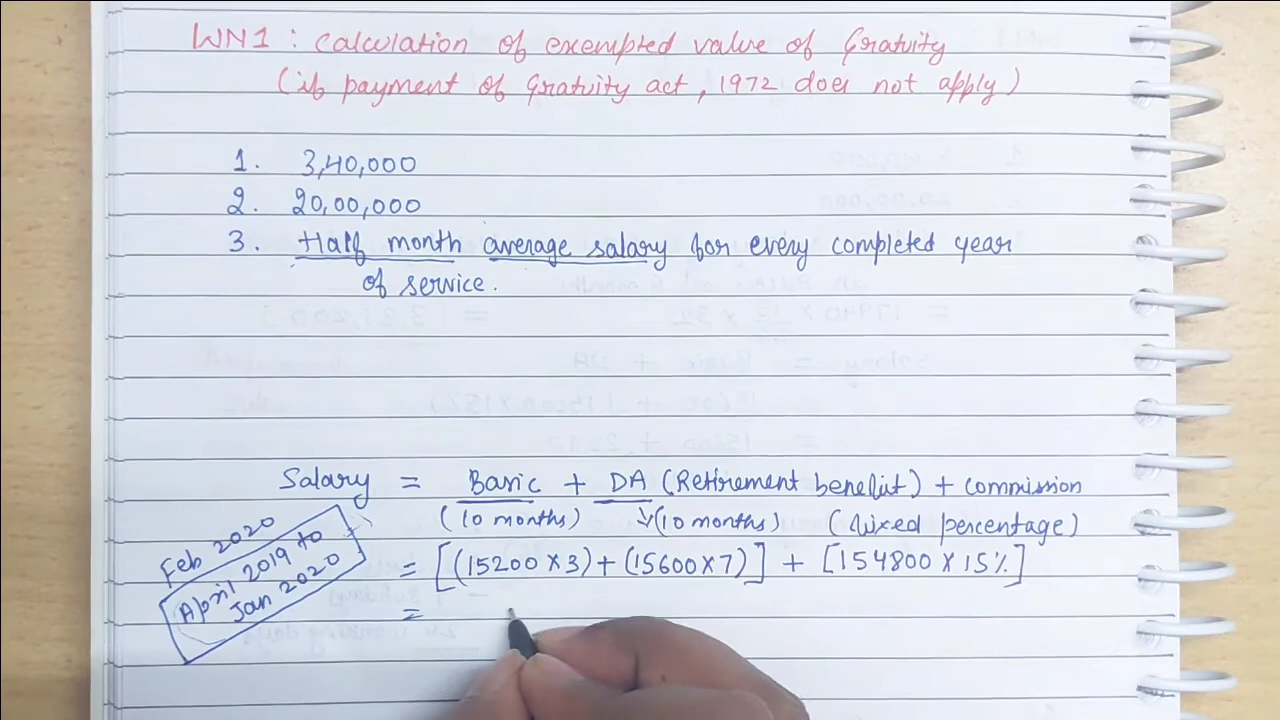 WN1 : Calculation of exempted value of Gratuity
(if payment of Gratuity act, 1972 does not apply)
1. 3,40,000
2. 20,00,000
3. Half month average salary for every completed year
of service.
Salary = Basic + DA (Retirement benefit) + commission
(10 months) (10 months) (fixed percentage)
Feb 2020
April 2019 to
Jan 2020
= [(15200 × 3) + (15600 × 7)] + [154800 × 15%]
=